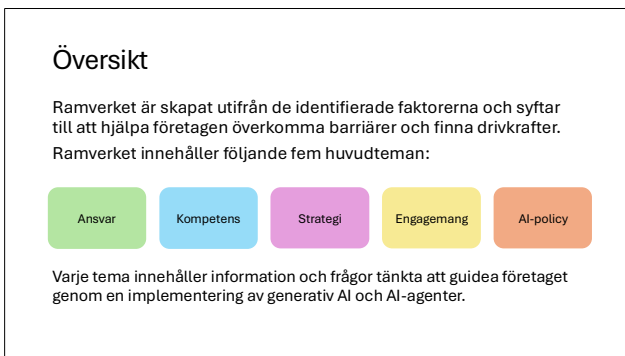 Översikt
Ramverket är skapat utifrån de identifierade faktorerna och syftar
till att hjälpa företagen överkomma barriärer och finna drivkrafter.
Ramverket innehåller följande fem huvudteman:
Ansvar
Kompetens
Strategi
Engagemang
AI-policy
Varje tema innehåller information och frågor tänkta att guidea företaget
genom en implementering av generativ AI och AI-agenter.